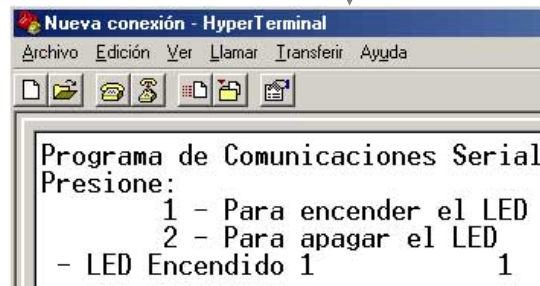 Nueva conexión - HyperTerminal
Archivo Edición Ver Llamar Transferir Ayuda
Programa de Comunicaciones Serial
Presione:
1 - Para encender el LED
2 - Para apagar el LED
- LED Encendido 1 1